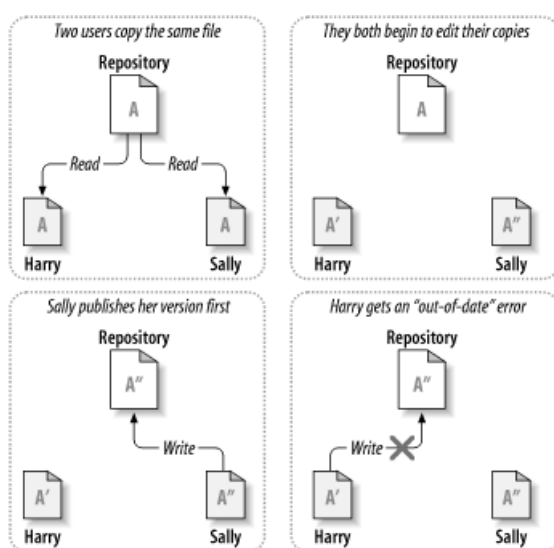 Two users copy the same file
Repository
A
Read
Read
A
A
Harry
Sally
They both begin to edit their copies
Repository
A
A'
A"
Harry
Sally
Sally publishes her version first
Repository
A"
Write
A'
A"
Harry
Sally
Harry gets an "out-of-date" error
Repository
A"
Write
A'
A"
Harry
Sally